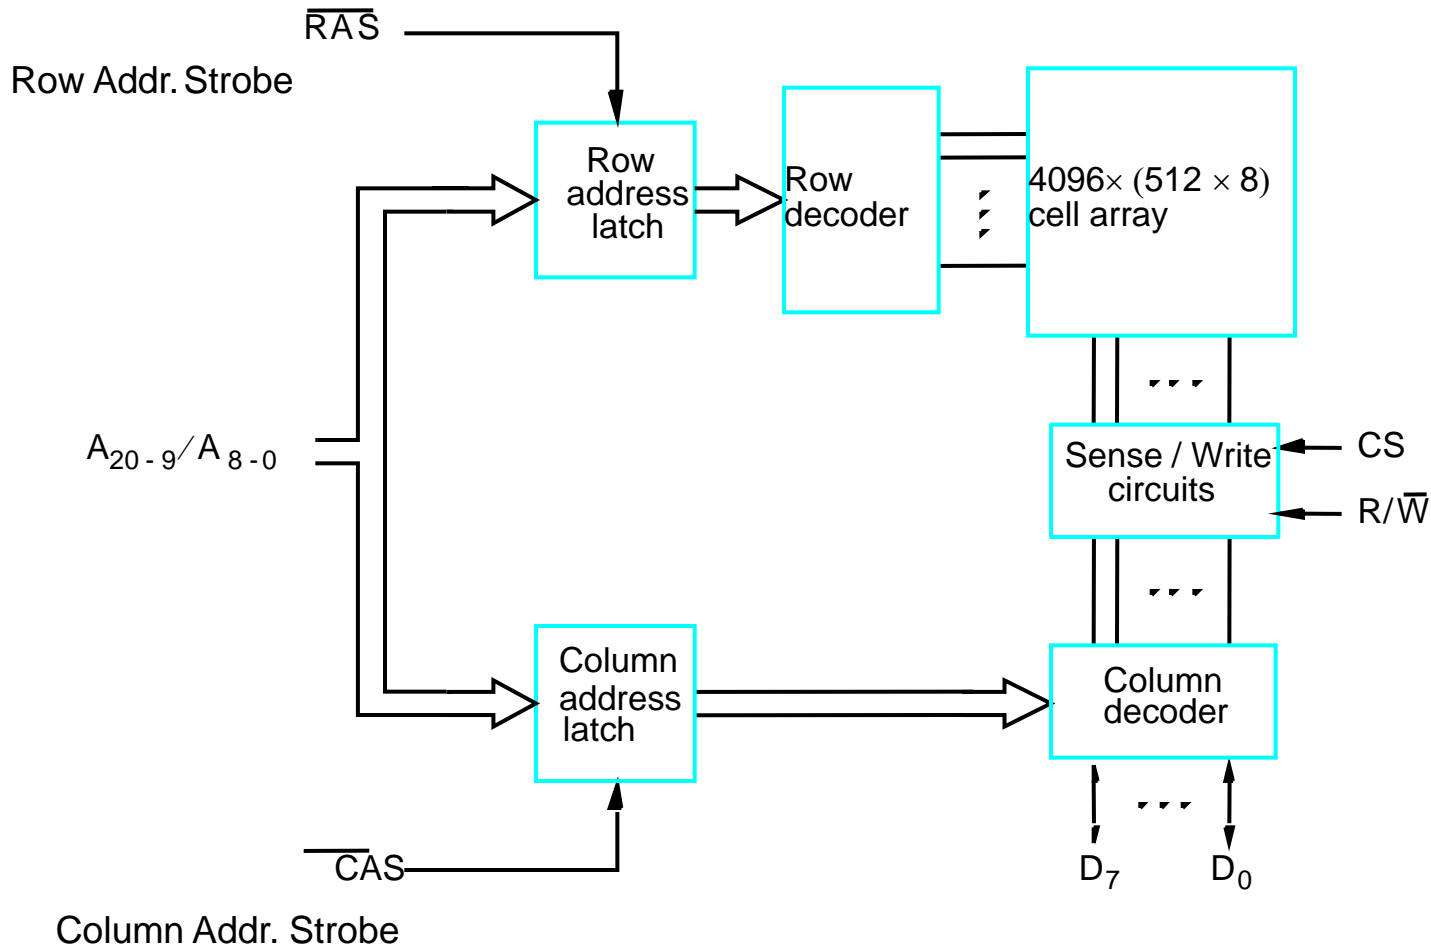 RAS
Row Addr. Strobe
Row
address
latch
Row
decoder
4096× (512 × 8)
cell array
A20 - 9/A 8 - 0
Sense / Write
circuits
CS
R/W
Column
address
latch
Column
decoder
CAS
D7
D0
Column Addr. Strobe